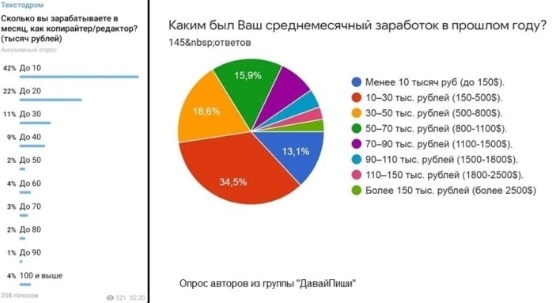 Текстодром
Сколько вы зарабатываете в
месяц, как копирайтер/редактор?
(тысяч рублей)
Анонимный опрос
42% До 10
22% До 20
11% До 30
9% До 40
2% До 50
4% До 60
3% До 70
2% До 80
1% До 90
4% 100 и выше
208 голосов
521 02:30
Каким был Ваш среднемесячный заработок в прошлом году?
145&nbsp;ответов
15,9%
18,6%
34,5%
13,1%
Менее 10 тысяч руб (до 150$).
10–30 тыс. рублей (150-500$).
30–50 тыс. рублей (500-800$).
50–70 тыс. рублей (800-1100$).
70–90 тыс. рублей (1100-1500$).
90–110 тыс. рублей (1500-1800$).
110–150 тыс. рублей (1800-2500$).
Более 150 тыс. рублей (более 2500$)
Опрос авторов из группы "ДавайПиши"